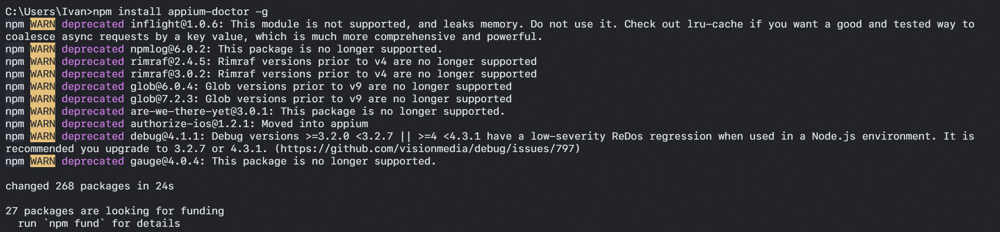 C:\Users\Ivan>npm install appium-doctor -g
npm WARN deprecated inflight@1.0.6: This module is not supported, and leaks memory. Do not use it. Check out lru-cache if you want a good and tested way to
coalesce async requests by a key value, which is much more comprehensive and powerful.
npm WARN deprecated npmlog@6.0.2: This package is no longer supported.
npm WARN deprecated rimraf@2.4.5: Rimraf versions prior to v4 are no longer supported
npm WARN deprecated rimraf@3.0.2: Rimraf versions prior to v4 are no longer supported
npm WARN deprecated glob@6.0.4: Glob versions prior to v9 are no longer supported
npm WARN deprecated glob@7.2.3: Glob versions prior to v9 are no longer supported
npm WARN deprecated are-we-there-yet@3.0.1: This package is no longer supported.
npm WARN deprecated authorize-ios@1.2.1: Moved into appium
npm WARN deprecated debug@4.1.1: Debug versions >=3.2.0 <3.2.7 || >=4 <4.3.1 have a low-severity ReDos regression when used in a Node.js environment. It is
recommended you upgrade to 3.2.7 or 4.3.1. (https://github.com/visionmedia/debug/issues/797)
npm WARN deprecated gauge@4.0.4: This package is no longer supported.
changed 268 packages in 24s
27 packages are looking for funding
run `npm fund` for details